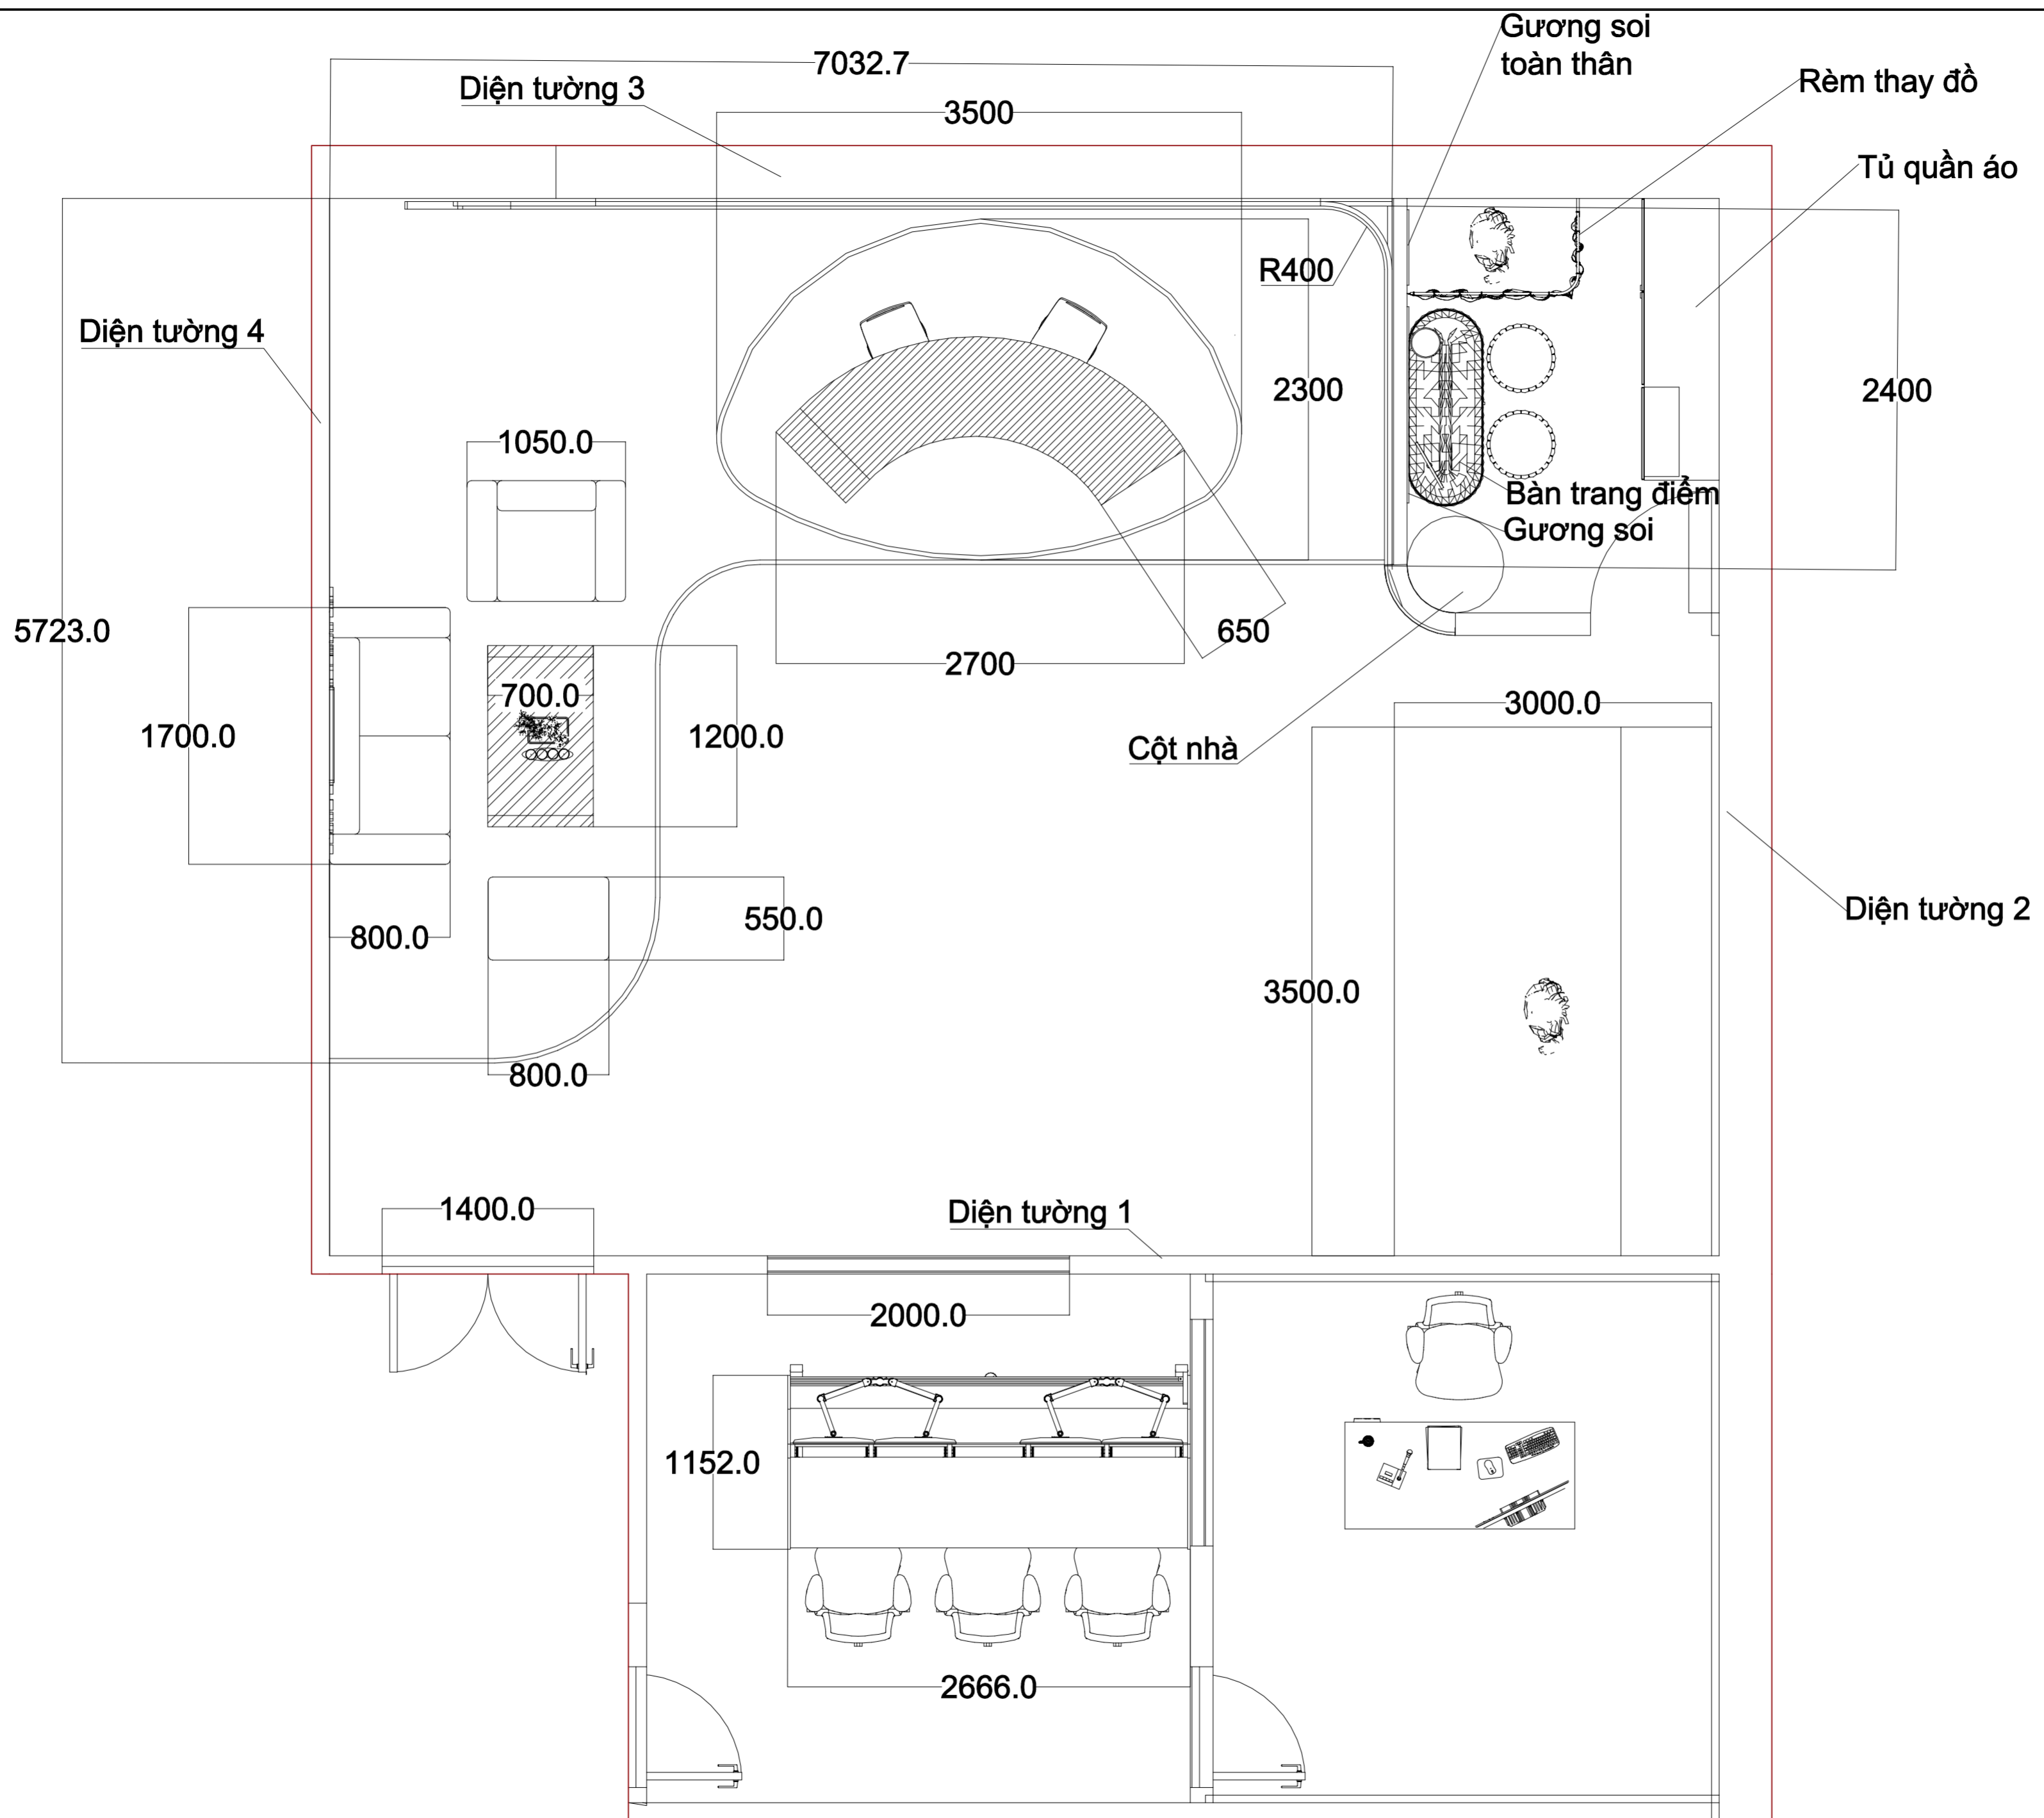 Gương soi
toàn thân
7032.7
Rèm thay đồ
Diện tường 3
3500
Tủ quần áo
R400
Diện tường 4
2300
2400
1050.0
Bàn trang điểm
Gương soi
5723.0
650
2700
700.0
3000.0
1700.0
1200.0
Cột nhà
550.0
Diện tường 2
800.0
3500.0
800.0
1400.0
Diện tường 1
2000.0
1152.0
2666.0